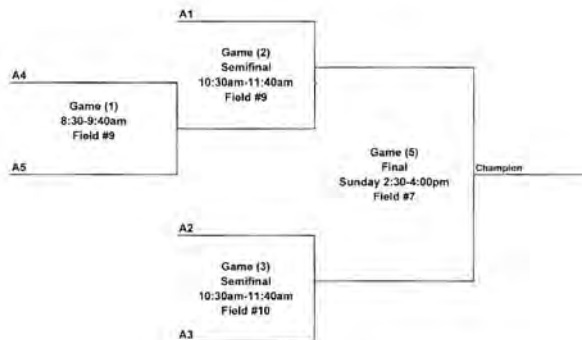 A1
Game (2)
Semifinal
10:30am-11:40am
Field #9
A4
Game (1)
8:30-9:40am
Field #9
A5
Game (5)
Final
Sunday 2:30-4:00pm
Field #7
Champion
A2
Game (3)
Semifinal
10:30am-11:40am
Field #10
A3